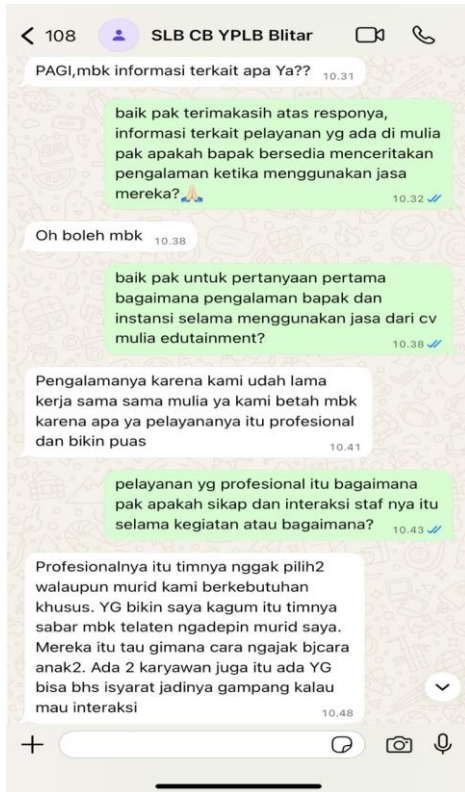 108
SLB CB YPLB Blitar
PAGI,mbk informasi terkait apa Ya?? 10.31
baik pak terimakasih atas responya,
informasi terkait pelayanan yg ada di mulia
pak apakah bapak bersedia menceritakan
pengalaman ketika menggunakan jasa
mereka?🙏🏻 10.32
Oh boleh mbk 10.38
baik pak untuk pertanyaan pertama
bagaimana pengalaman bapak dan
instansi selama menggunakan jasa dari cv
mulia edutainment? 10.38
Pengalamanya karena kami udah lama
kerja sama sama mulia ya kami betah mbk
karena apa ya pelayananya itu profesional
dan bikin puas 10.41
pelayanan yg profesional itu bagaimana
pak apakah sikap dan interaksi staf nya itu
selama kegiatan atau bagaimana? 10.43
Profesionalnya itu timnya nggak pilih2
walaupun murid kami berkebutuhan
khusus. YG bikin saya kagum itu timnya
sabar mbk telaten ngadepin murid saya.
Mereka itu tau gimana cara ngajak bjcara
anak2. Ada 2 karyawan juga itu ada YG
bisa bhs isyarat jadinya gampang kalau
mau interaksi 10.48